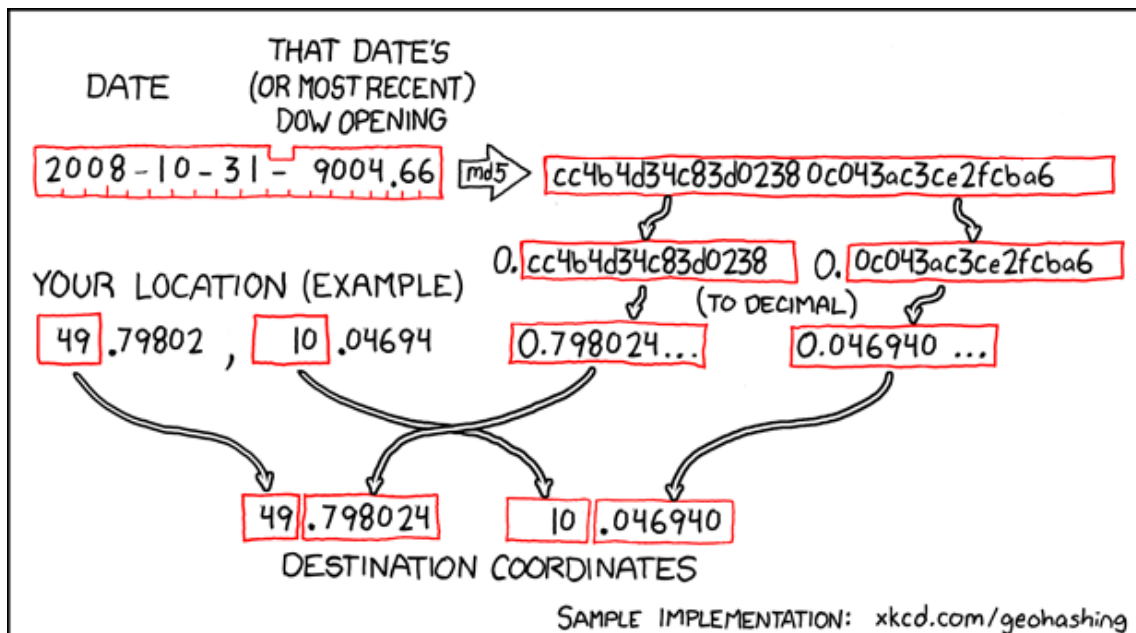 DATE
THAT DATE'S
(OR MOST RECENT)
DOW OPENING
2008-10-31- 9004.66
md5
cc4b4d34c83d02380c043ac3ce2fcba6
0. cc4b4d34c83d0238
0. 0c043ac3ce2fcba6
YOUR LOCATION (EXAMPLE)
(TO DECIMAL)
49 .79802 , 10 .04694
0.798024...
0.046940 ...
49 .798024
10 .046940
DESTINATION COORDINATES
SAMPLE IMPLEMENTATION: xkcd.com/geohashing